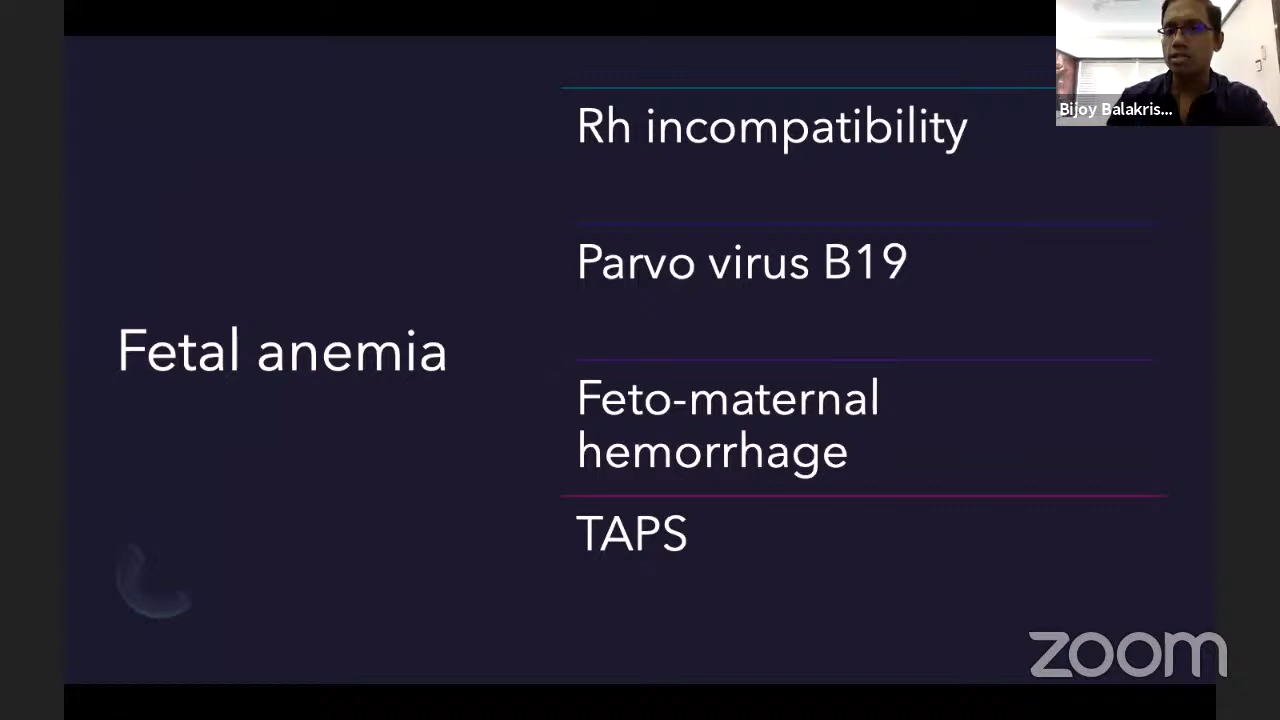 Bijoy Balakris...
Rh incompatibility
Parvo virus B19
Fetal anemia
Feto-maternal
hemorrhage
TAPS
zoom